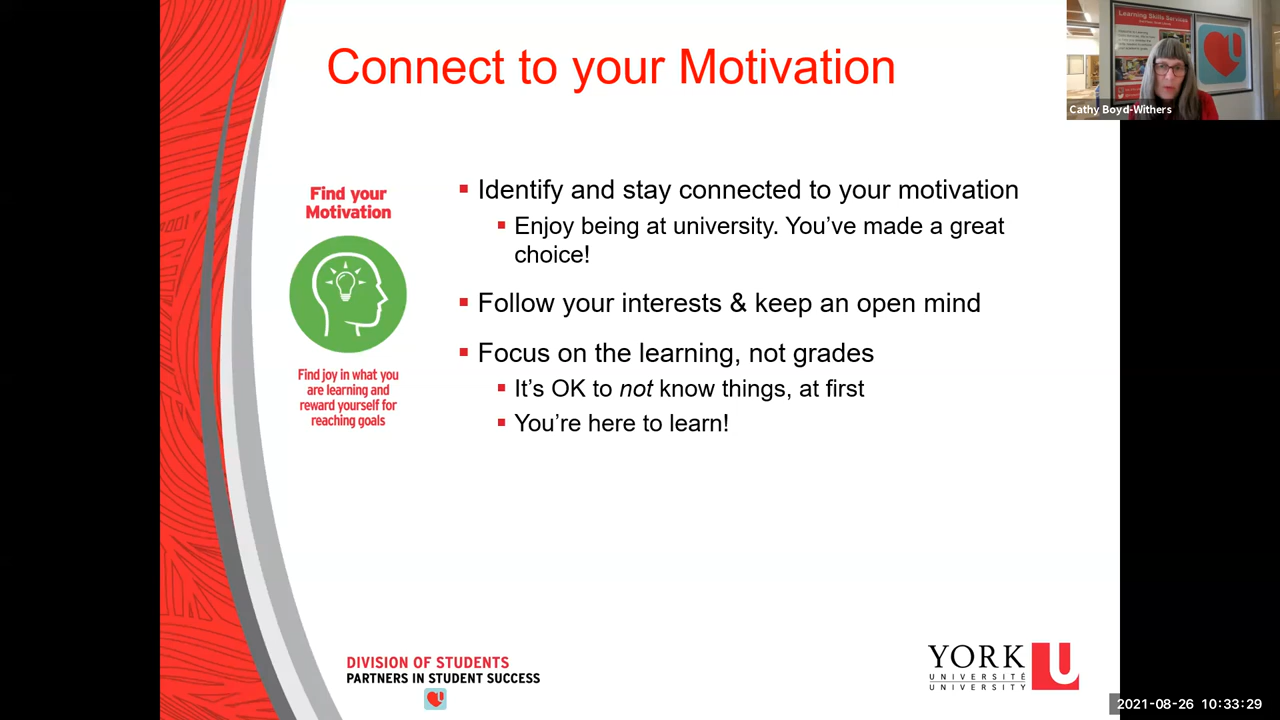 Connect to your Motivation
Learning Skills Services
Cathy Boyd-Withers
Find your
Motivation
Find joy in what you
are learning and
reward yourself for
reaching goals
Identify and stay connected to your motivation
Enjoy being at university. You’ve made a great
choice!
Follow your interests & keep an open mind
Focus on the learning, not grades
It’s OK to not know things, at first
You’re here to learn!
DIVISION OF STUDENTS
PARTNERS IN STUDENT SUCCESS
YORK U
UNIVERSITÉ
UNIVERSITY
2021-08-26 10:33:29